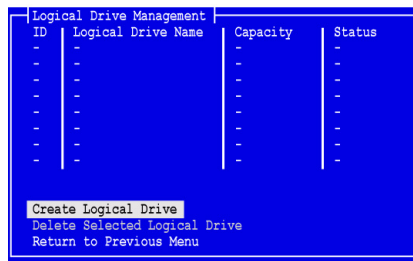 Logical Drive Management
ID Logical Drive Name Capacity Status
- - - -
- - - -
- - - -
- - - -
- - - -
- - - -
- - - -
- - - -
Create Logical Drive
Delete Selected Logical Drive
Return to Previous Menu